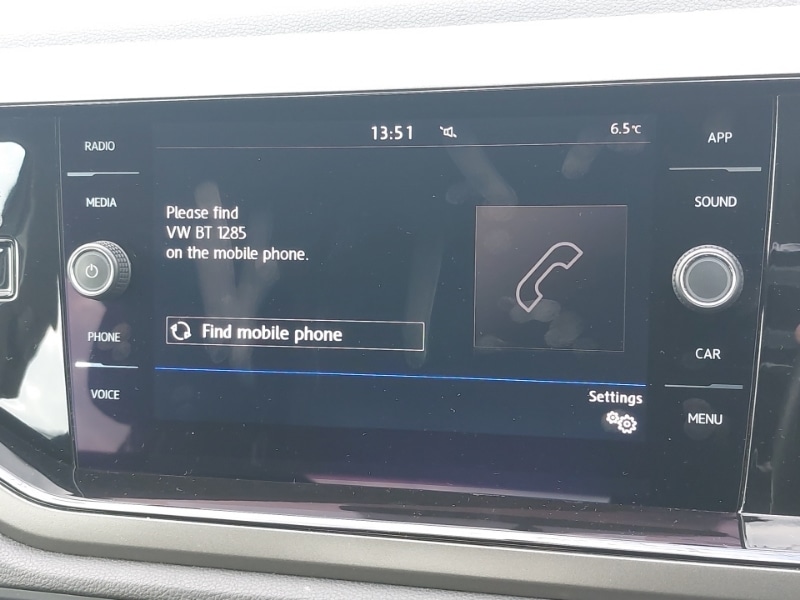 13:51
6.5°C
RADIO
MEDIA
PHONE
VOICE
Please find
VW BT 1285
on the mobile phone.
Find mobile phone
Settings
APP
SOUND
CAR
MENU